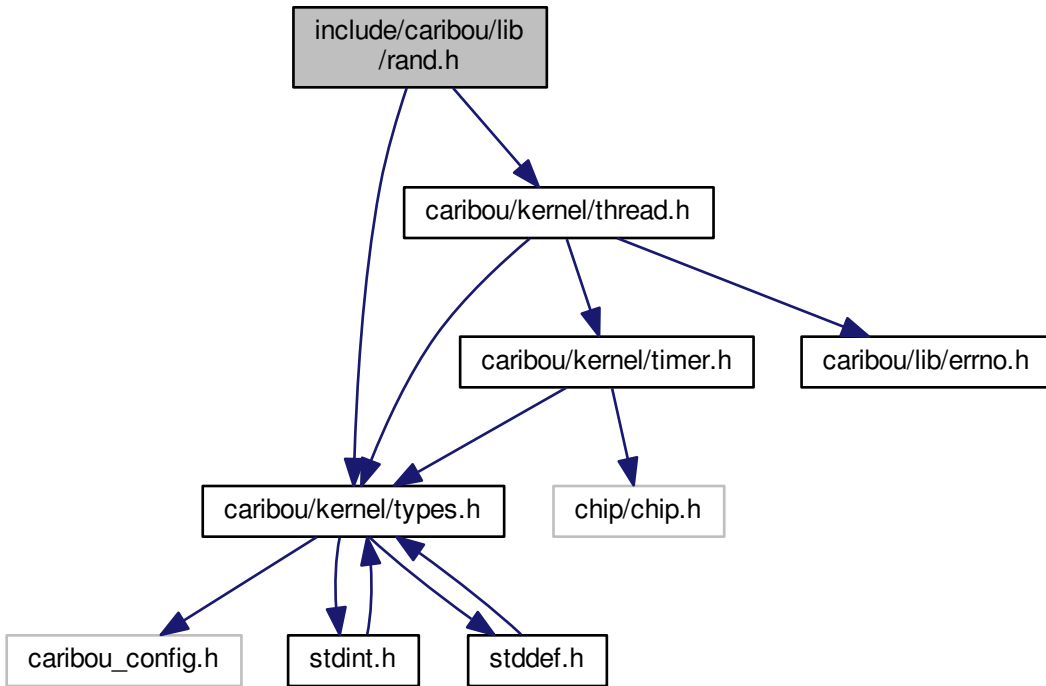 include/caribou/lib
/rand.h
caribou/kernel/thread.h
caribou/kernel/timer.h
caribou/lib/errno.h
caribou/kernel/types.h
chip/chip.h
caribou_config.h
stdint.h
stddef.h